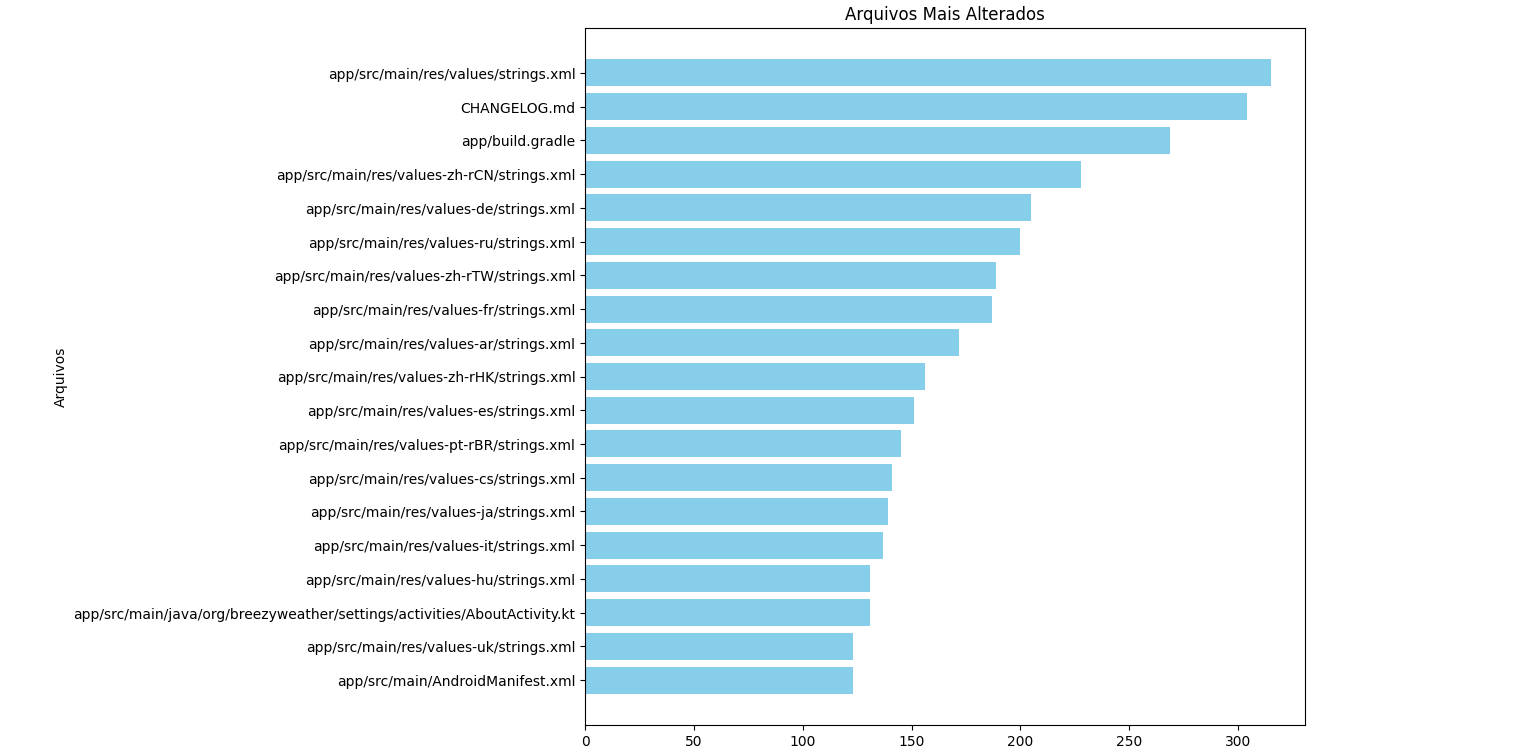 Arquivos Mais Alterados
app/src/main/res/values/strings.xml
CHANGELOG.md
app/build.gradle
app/src/main/res/values-zh-rCN/strings.xml
app/src/main/res/values-de/strings.xml
app/src/main/res/values-ru/strings.xml
app/src/main/res/values-zh-rTW/strings.xml
app/src/main/res/values-fr/strings.xml
app/src/main/res/values-ar/strings.xml
app/src/main/res/values-zh-rHK/strings.xml
app/src/main/res/values-es/strings.xml
app/src/main/res/values-pt-rBR/strings.xml
app/src/main/res/values-cs/strings.xml
app/src/main/res/values-ja/strings.xml
app/src/main/res/values-it/strings.xml
app/src/main/res/values-hu/strings.xml
app/src/main/java/org/breezyweather/settings/activities/AboutActivity.kt
app/src/main/res/values-uk/strings.xml
app/src/main/AndroidManifest.xml
Arquivos
0 50 100 150 200 250 300